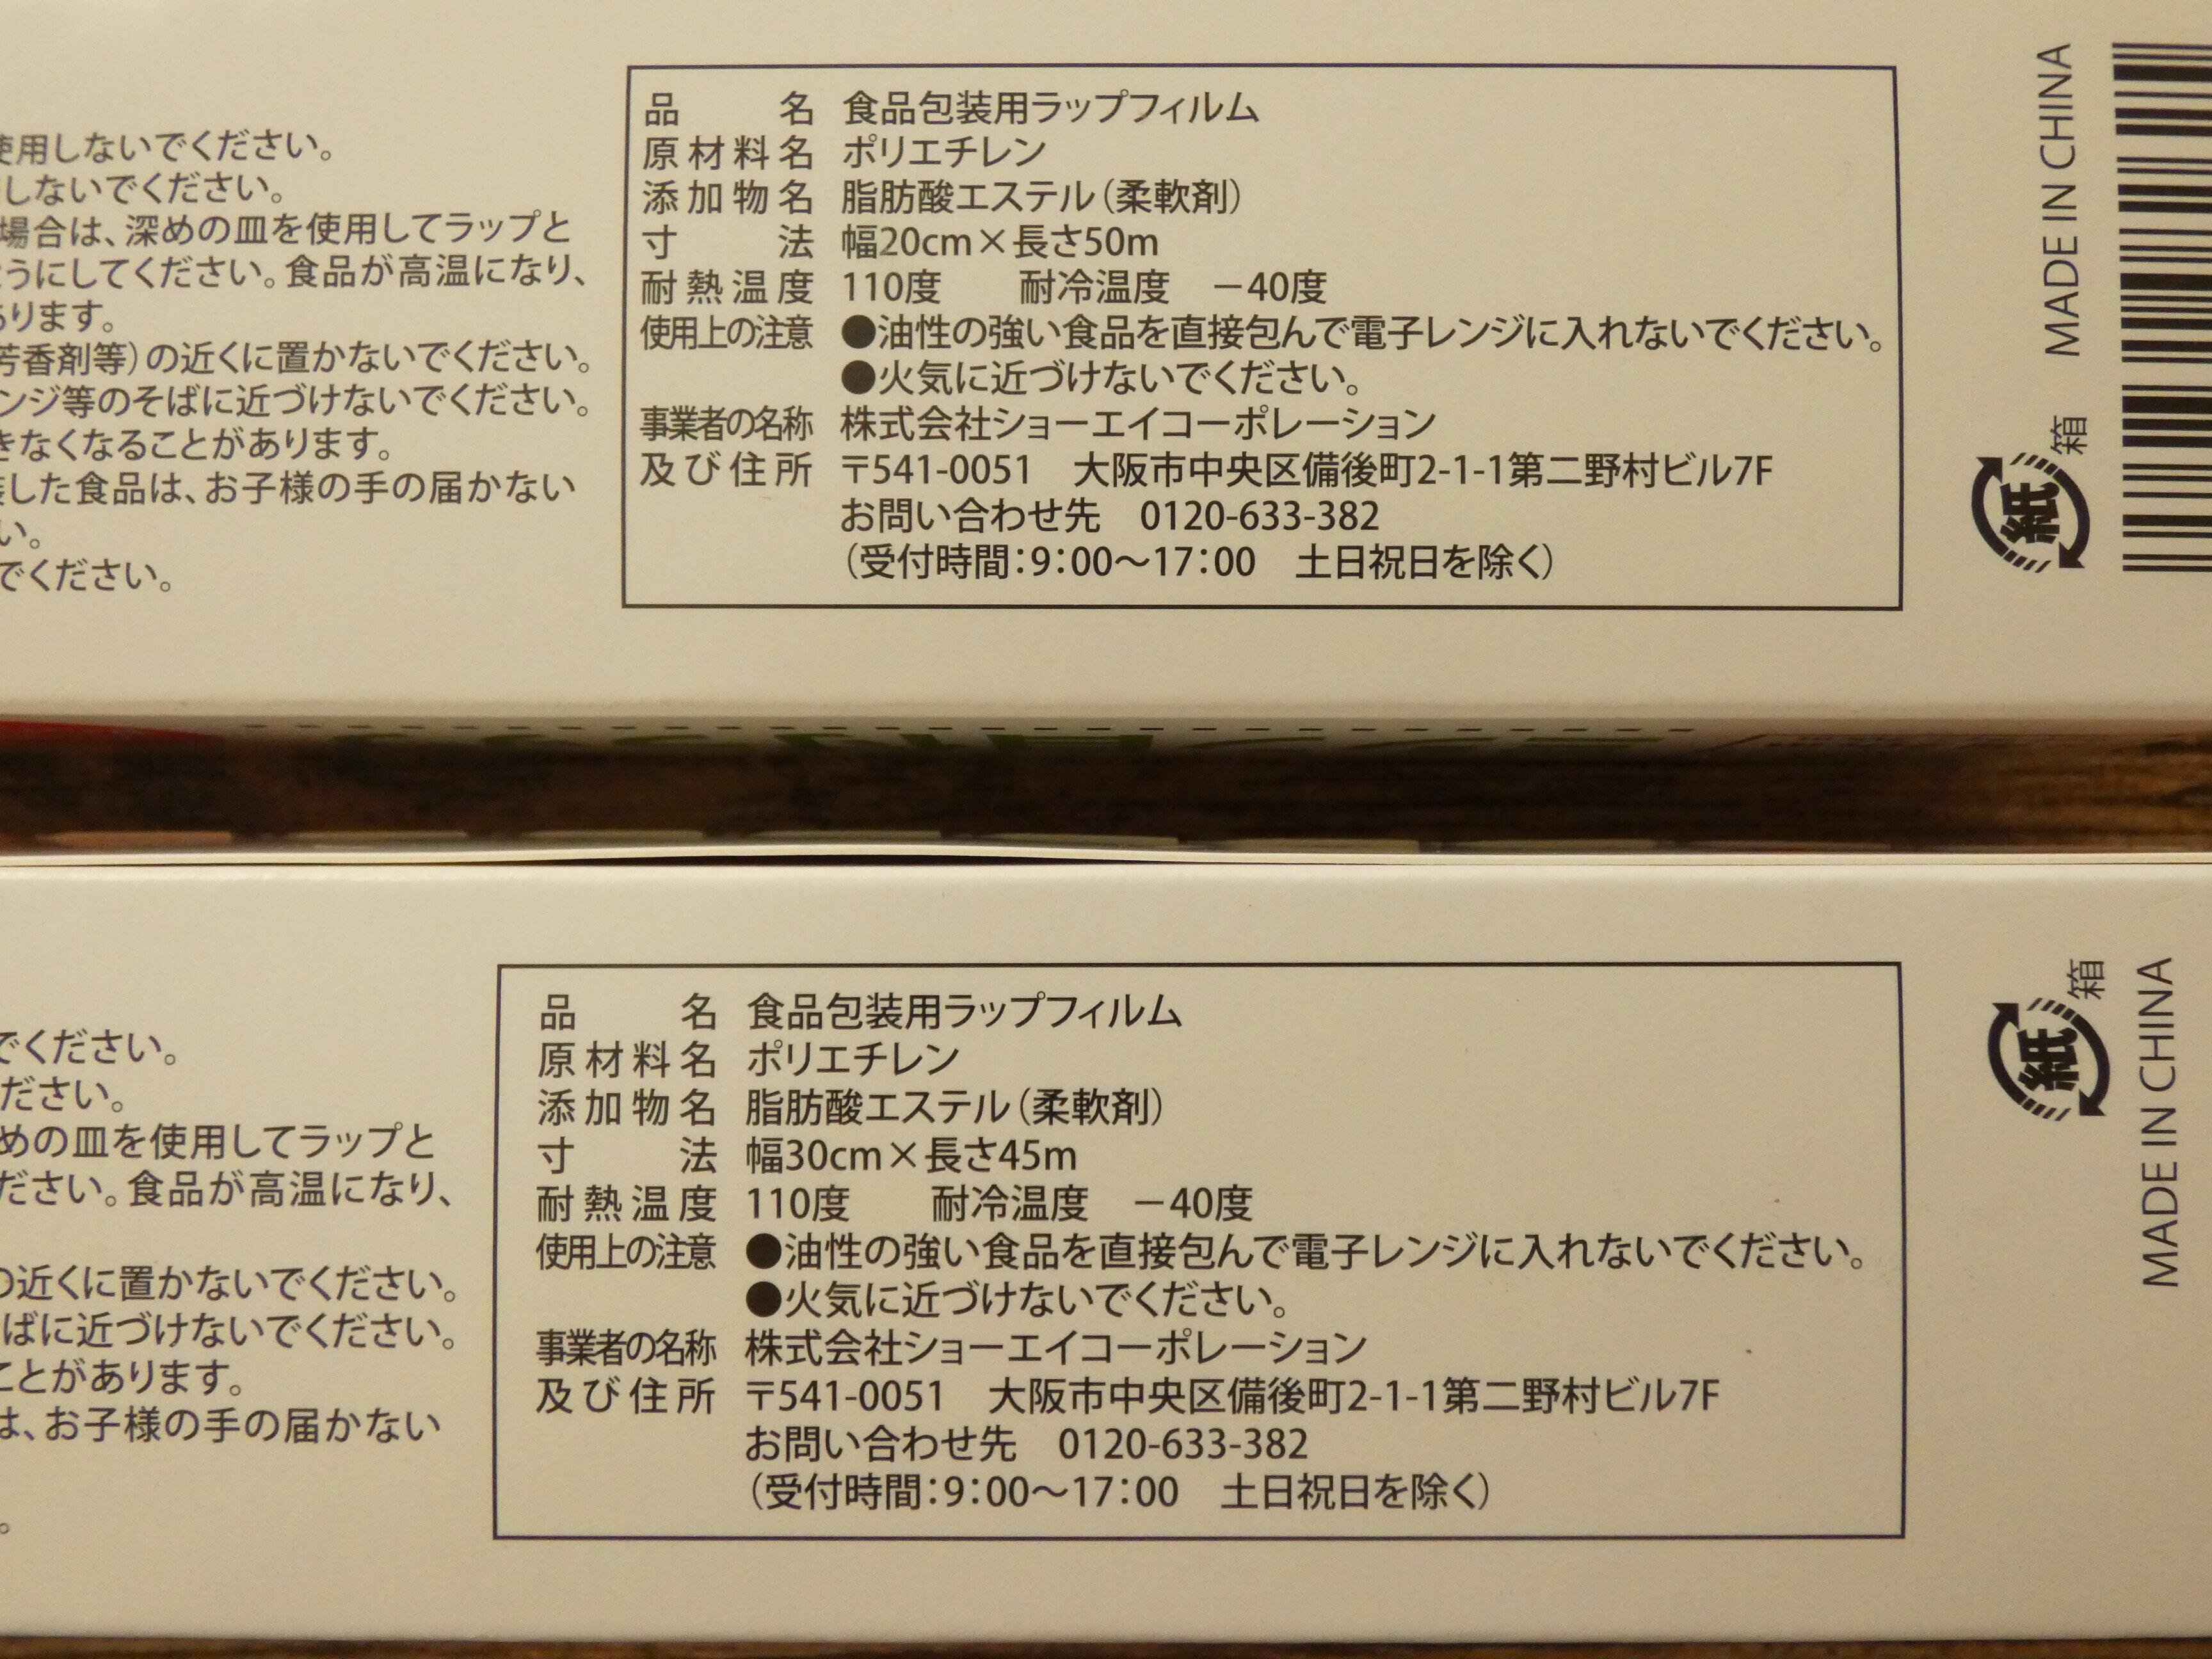 使用しないでください。
しないでください。
場合は、深めの皿を使用してラップと
うにしてください。食品が高温になり、
あります。
芳香剤等)の近くに置かないでください。
ンジ等のそばに近づけないでください。
きなくなることがあります。
した食品は、お子様の手の届かない
い。
でください。
品名 食品包装用ラップフィルム
原材料名 ポリエチレン
添加物名 脂肪酸エステル(柔軟剤)
寸法 幅20cm×長さ50m
耐熱温度 110度 耐冷温度 −40度
使用上の注意 ●油性の強い食品を直接包んで電子レンジに入れないでください。
●火気に近づけないでください。
事業者の名称 株式会社ショーエイコーポレーション
及び住所 〒541-0051 大阪市中央区備後町2-1-1第二野村ビル7F
お問い合わせ先 0120-633-382
(受付時間:9:00～17:00 土日祝日を除く)
MADE IN CHINA
箱
紙
でください。
ださい。
めの皿を使用してラップと
ださい。食品が高温になり、
の近くに置かないでください。
ばに近づけないでください。
ことがあります。
は、お子様の手の届かない
。
品名 食品包装用ラップフィルム
原材料名 ポリエチレン
添加物名 脂肪酸エステル(柔軟剤)
寸法 幅30cm×長さ45m
耐熱温度 110度 耐冷温度 −40度
使用上の注意 ●油性の強い食品を直接包んで電子レンジに入れないでください。
●火気に近づけないでください。
事業者の名称 株式会社ショーエイコーポレーション
及び住所 〒541-0051 大阪市中央区備後町2-1-1第二野村ビル7F
お問い合わせ先 0120-633-382
(受付時間:9:00～17:00 土日祝日を除く)
箱
紙
MADE IN CHINA